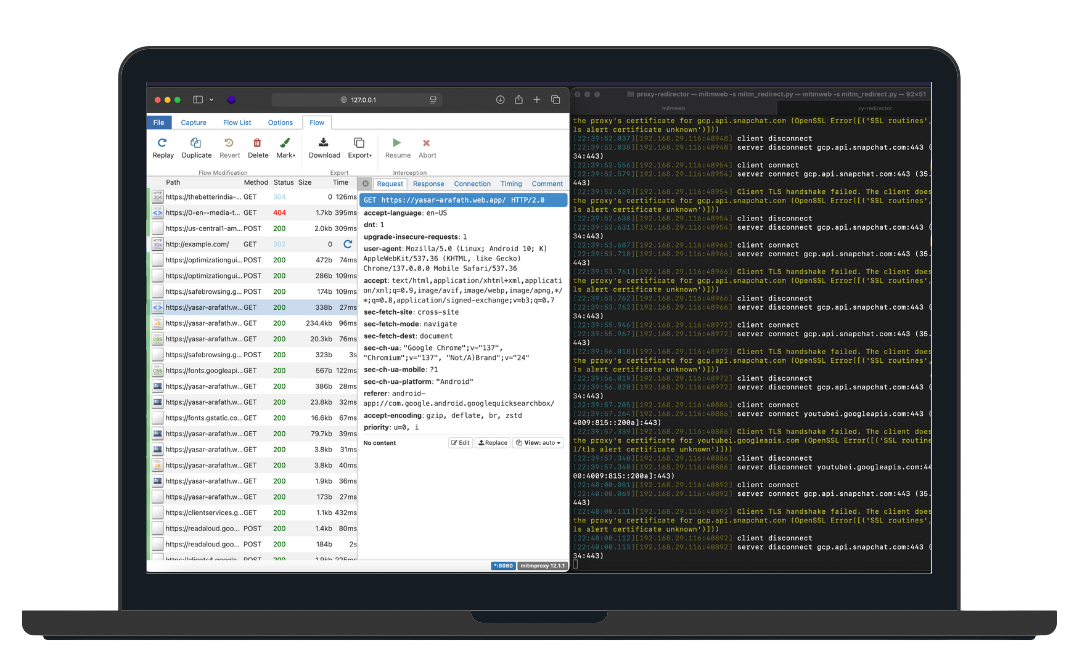 127.0.0.1
File Capture Flow List Options Flow
Replay Duplicate Revert Delete Mark Download Export Resume Abort
Flow Modification Export Interception
Path Method Status Size Time
https://thebetterindia-... GET 304 0 126ms
https://0-en--media-t... GET 404 1.7kb 395ms
https://us-central1-am... POST 200 2.0kb 309ms
http://example.com/ GET 302 0
https://optimizationgui... POST 200 472b 74ms
https://optimizationgui... POST 200 286b 109ms
https://safebrowsing.g... POST 200 174b 109ms
https://yasar-arafath.w... GET 200 338b 27ms
https://yasar-arafath.w... GET 200 234.4kb 96ms
https://yasar-arafath.w... GET 200 20.3kb 76ms
https://safebrowsing.g... POST 200 323b 3s
https://fonts.googleapi... GET 200 567b 122ms
https://yasar-arafath.w... GET 200 386b 28ms
https://yasar-arafath.w... GET 200 23.8kb 32ms
https://fonts.gstatic.co... GET 200 16.6kb 67ms
https://yasar-arafath.w... GET 200 79.7kb 39ms
https://yasar-arafath.w... GET 200 3.8kb 31ms
https://yasar-arafath.w... GET 200 3.8kb 40ms
https://yasar-arafath.w... GET 200 1.9kb 36ms
https://yasar-arafath.w... GET 200 173b 27ms
https://clientservices.g... GET 200 1.1kb 432ms
https://readaloud.goo... POST 200 1.4kb 80ms
https://readaloud.goo... POST 200 184b 2s
Request Response Connection Timing Comment
GET https://yasar-arafath.web.app/ HTTP/2.0
accept-language: en-US
dnt: 1
upgrade-insecure-requests: 1
user-agent: Mozilla/5.0 (Linux; Android 10; K)
AppleWebKit/537.36 (KHTML, like Gecko)
Chrome/137.0.0.0 Mobile Safari/537.36
accept: text/html,application/xhtml+xml,applicati
on/xml;q=0.9,image/avif,image/webp,image/apng,*/
*;q=0.8,application/signed-exchange;v=b3;q=0.7
sec-fetch-site: cross-site
sec-fetch-mode: navigate
sec-fetch-dest: document
sec-ch-ua: "Google Chrome";v="137",
"Chromium";v="137", "Not/A)Brand";v="24"
sec-ch-ua-mobile: ?1
sec-ch-ua-platform: "Android"
referer: android-
app://com.google.android.googlequicksearchbox/
accept-encoding: gzip, deflate, br, zstd
priority: u=0, i
No content Edit Replace View: auto
*:8080 mitmproxy 12.1.1
proxy-redirector — mitmweb -s mitm_redirect.py — mitmweb -s mitm_redirect.py — 92×51
mitmweb ..xy-redirector
the proxy's certificate for gcp.api.snapchat.com (OpenSSL Error([('SSL routines',
ls alert certificate unknown')]))
[22:39:52.037][192.168.29.116:48948] client disconnect
[22:39:52.038][192.168.29.116:48948] server disconnect gcp.api.snapchat.com:443 (
34:443)
[22:39:52.556][192.168.29.116:48954] client connect
[22:39:52.579][192.168.29.116:48954] server connect gcp.api.snapchat.com:443 (35.
443)
[22:39:52.629][192.168.29.116:48954] Client TLS handshake failed. The client does
the proxy's certificate for gcp.api.snapchat.com (OpenSSL Error([('SSL routines',
ls alert certificate unknown')]))
[22:39:52.630][192.168.29.116:48954] client disconnect
[22:39:52.631][192.168.29.116:48954] server disconnect gcp.api.snapchat.com:443 (
34:443)
[22:39:53.687][192.168.29.116:48966] client connect
[22:39:53.710][192.168.29.116:48966] server connect gcp.api.snapchat.com:443 (35.
443)
[22:39:53.761][192.168.29.116:48966] Client TLS handshake failed. The client does
the proxy's certificate for gcp.api.snapchat.com (OpenSSL Error([('SSL routines',
ls alert certificate unknown')]))
[22:39:53.762][192.168.29.116:48966] client disconnect
[22:39:53.762][192.168.29.116:48966] server disconnect gcp.api.snapchat.com:443 (
34:443)
[22:39:55.946][192.168.29.116:48972] client connect
[22:39:55.967][192.168.29.116:48972] server connect gcp.api.snapchat.com:443 (35.
443)
[22:39:56.018][192.168.29.116:48972] Client TLS handshake failed. The client does
the proxy's certificate for gcp.api.snapchat.com (OpenSSL Error([('SSL routines',
ls alert certificate unknown')]))
[22:39:56.019][192.168.29.116:48972] client disconnect
[22:39:56.020][192.168.29.116:48972] server disconnect gcp.api.snapchat.com:443 (
34:443)
[22:39:57.205][192.168.29.116:40886] client connect
[22:39:57.264][192.168.29.116:40886] server connect youtubei.googleapis.com:443 (
4009:815::200a]:443)
[22:39:57.339][192.168.29.116:40886] Client TLS handshake failed. The client does
the proxy's certificate for youtubei.googleapis.com (OpenSSL Error([('SSL routine
l/tls alert certificate unknown')]))
[22:39:57.340][192.168.29.116:40886] client disconnect
[22:39:57.340][192.168.29.116:40886] server disconnect youtubei.googleapis.com:44
00:4009:815::200a]:443)
[22:40:00.051][192.168.29.116:40892] client connect
[22:40:00.069][192.168.29.116:40892] server connect gcp.api.snapchat.com:443 (35.
443)
[22:40:00.111][192.168.29.116:40892] Client TLS handshake failed. The client does
the proxy's certificate for gcp.api.snapchat.com (OpenSSL Error([('SSL routines',
ls alert certificate unknown')]))
[22:40:00.112][192.168.29.116:40892] client disconnect
[22:40:00.113][192.168.29.116:40892] server disconnect gcp.api.snapchat.com:443 (
34:443)